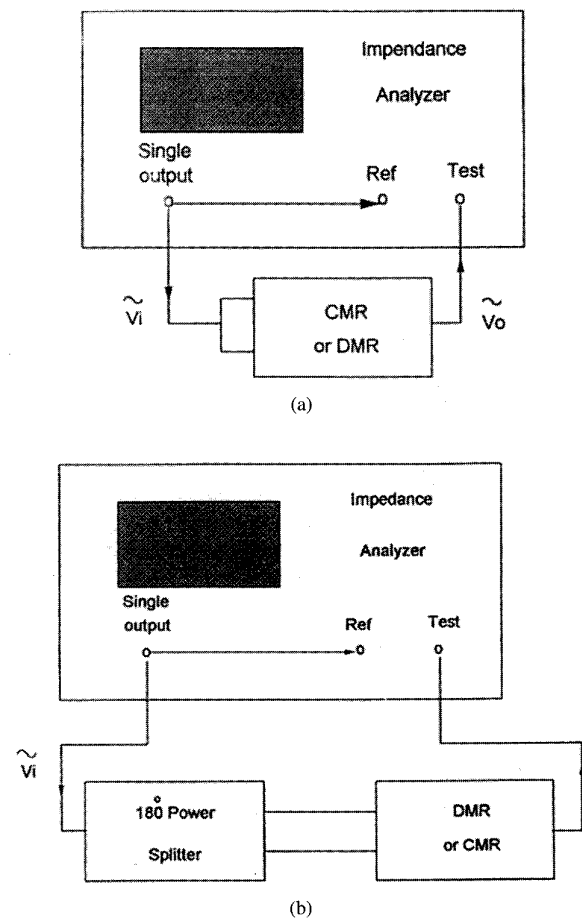 Impendance
Analyzer
Single
output
Ref
Test
~
Vi
CMR
or DMR
~
Vo
(a)
Impedance
Analyzer
Single
output
Ref
Test
~
Vi
180° Power
Splitter
DMR
or CMR
(b)